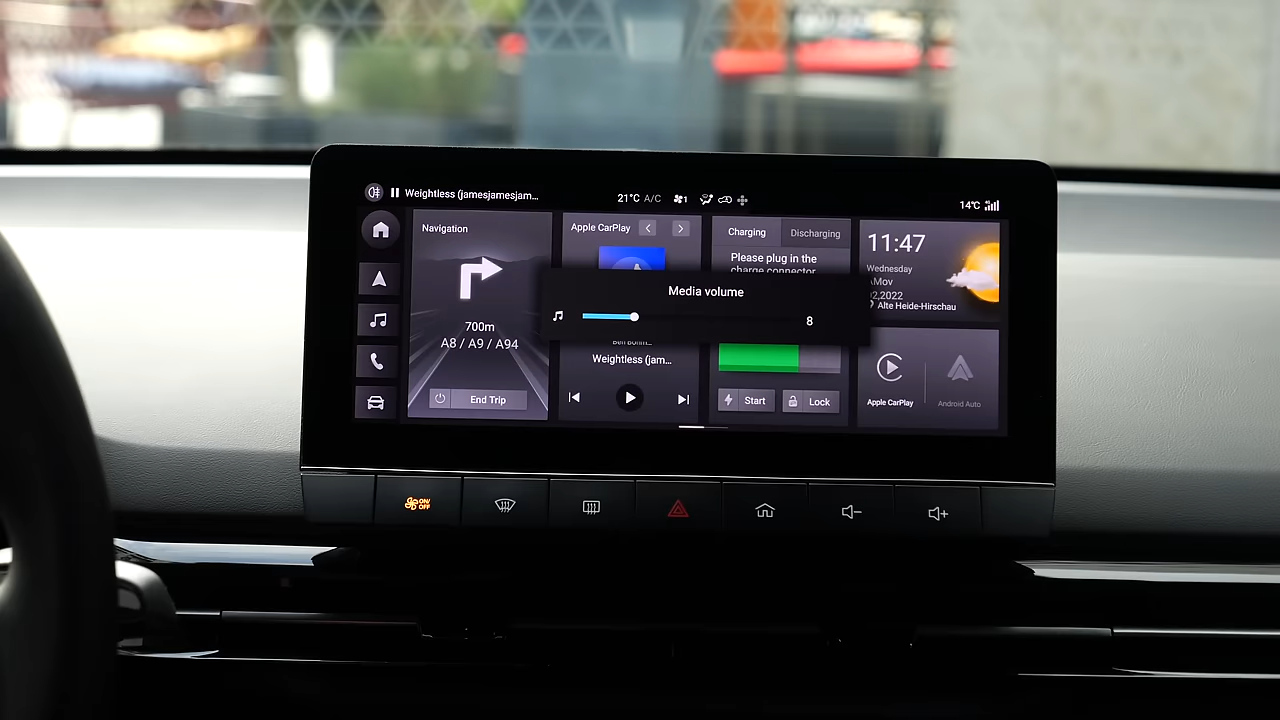 Weightless (jamesjamesjam...
21°C A/C 1
14°C
Navigation
700m
A8 / A9 / A94
End Trip
Apple CarPlay
Weightless (jam...
Charging Discharging
Please plug in the
charge connector
Start Lock
Media volume
8
11:47
Wednesday
2,2022
Alte Heide-Hirschau
Apple CarPlay Android Auto
ON/
OFF